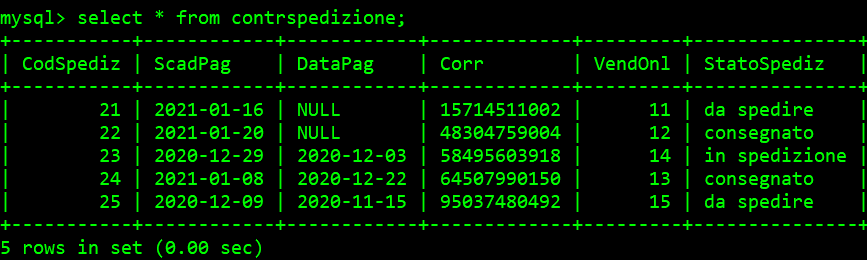 mysql> select * from contrspedizione;
+-----------+------------+------------+-------------+---------+---------------+
| CodSpediz | ScadPag    | DataPag    | Corr        | VendOnl | StatoSpediz   |
+-----------+------------+------------+-------------+---------+---------------+
|        21 | 2021-01-16 | NULL       | 15714511002 |      11 | da spedire    |
|        22 | 2021-01-20 | NULL       | 48304759004 |      12 | consegnato    |
|        23 | 2020-12-29 | 2020-12-03 | 58495603918 |      14 | in spedizione |
|        24 | 2021-01-08 | 2020-12-22 | 64507990150 |      13 | consegnato    |
|        25 | 2020-12-09 | 2020-11-15 | 95037480492 |      15 | da spedire    |
+-----------+------------+------------+-------------+---------+---------------+
5 rows in set (0.00 sec)